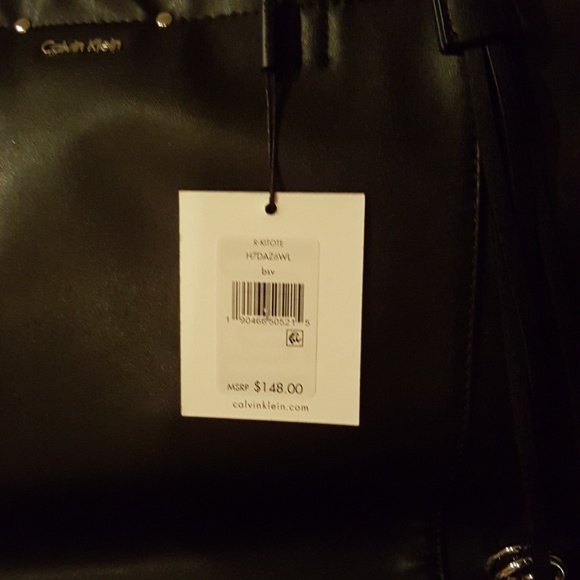 Calvin Klein
R-KITOTE
H7DAZ6WL
bsv
1 90466 50521 5
MSRP $148.00
calvinklein.com